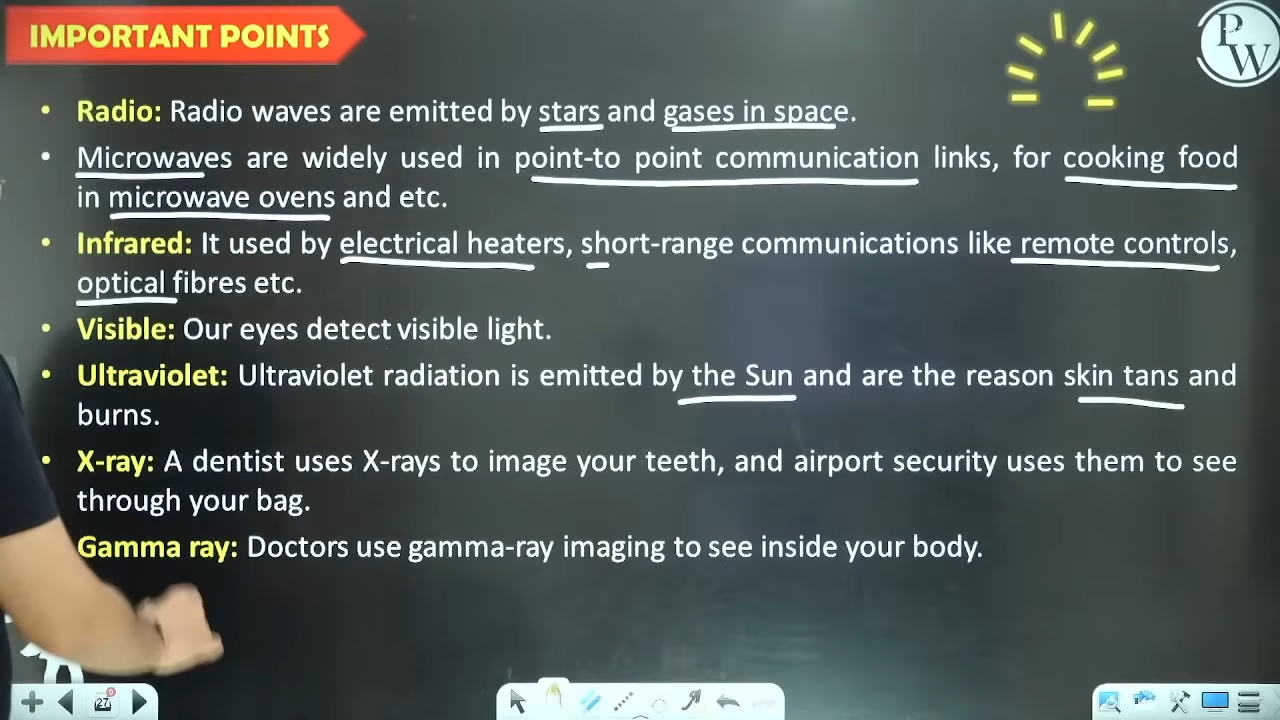 IMPORTANT POINTS
PW
• Radio: Radio waves are emitted by stars and gases in space.
• Microwaves are widely used in point-to point communication links, for cooking food
in microwave ovens and etc.
• Infrared: It used by electrical heaters, short-range communications like remote controls,
optical fibres etc.
• Visible: Our eyes detect visible light.
• Ultraviolet: Ultraviolet radiation is emitted by the Sun and are the reason skin tans and
burns.
• X-ray: A dentist uses X-rays to image your teeth, and airport security uses them to see
through your bag.
Gamma ray: Doctors use gamma-ray imaging to see inside your body.
27